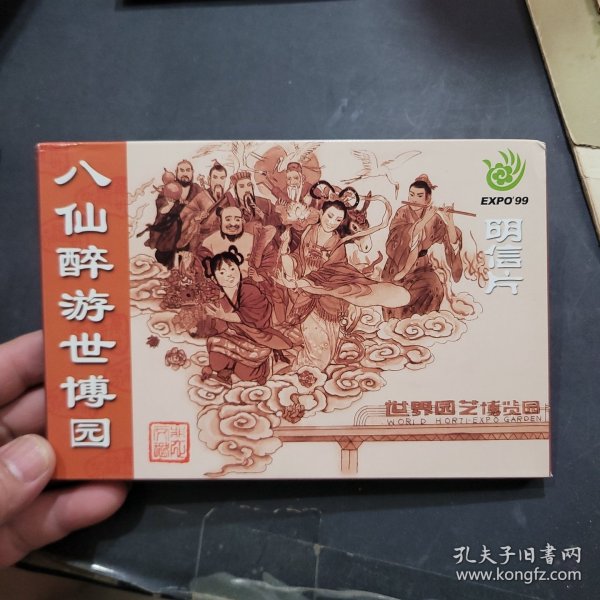 八仙醉游世博园
EXPO'99
明信片
世界园艺博览园
WORLD HORTI-EXPO GARDEN
孔夫子旧书网
www.kongfz.com